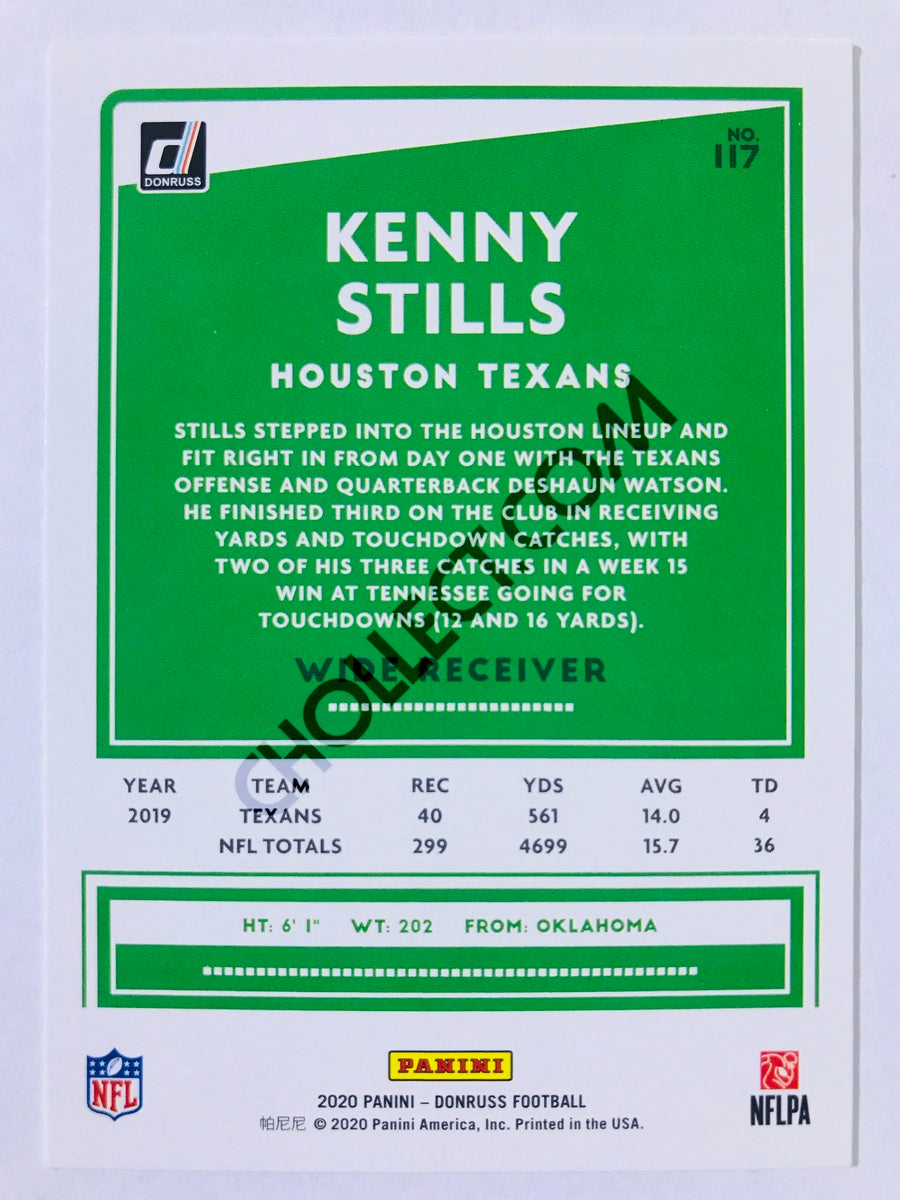 DONRUSS
NO.
117
KENNY
STILLS
HOUSTON TEXANS
STILLS STEPPED INTO THE HOUSTON LINEUP AND
FIT RIGHT IN FROM DAY ONE WITH THE TEXANS
OFFENSE AND QUARTERBACK DESHAUN WATSON.
HE FINISHED THIRD ON THE CLUB IN RECEIVING
YARDS AND TOUCHDOWN CATCHES, WITH
TWO OF HIS THREE CATCHES IN A WEEK 15
WIN AT TENNESSEE GOING FOR
TOUCHDOWNS (12 AND 16 YARDS).
WIDE RECEIVER
CHOLLECT.COM
YEAR TEAM REC YDS AVG TD
2019 TEXANS 40 561 14.0 4
NFL TOTALS 299 4699 15.7 36
HT: 6' 1" WT: 202 FROM: OKLAHOMA
NFL
PANINI
2020 PANINI – DONRUSS FOOTBALL
帕尼尼 © 2020 Panini America, Inc. Printed in the USA.
NFLPA